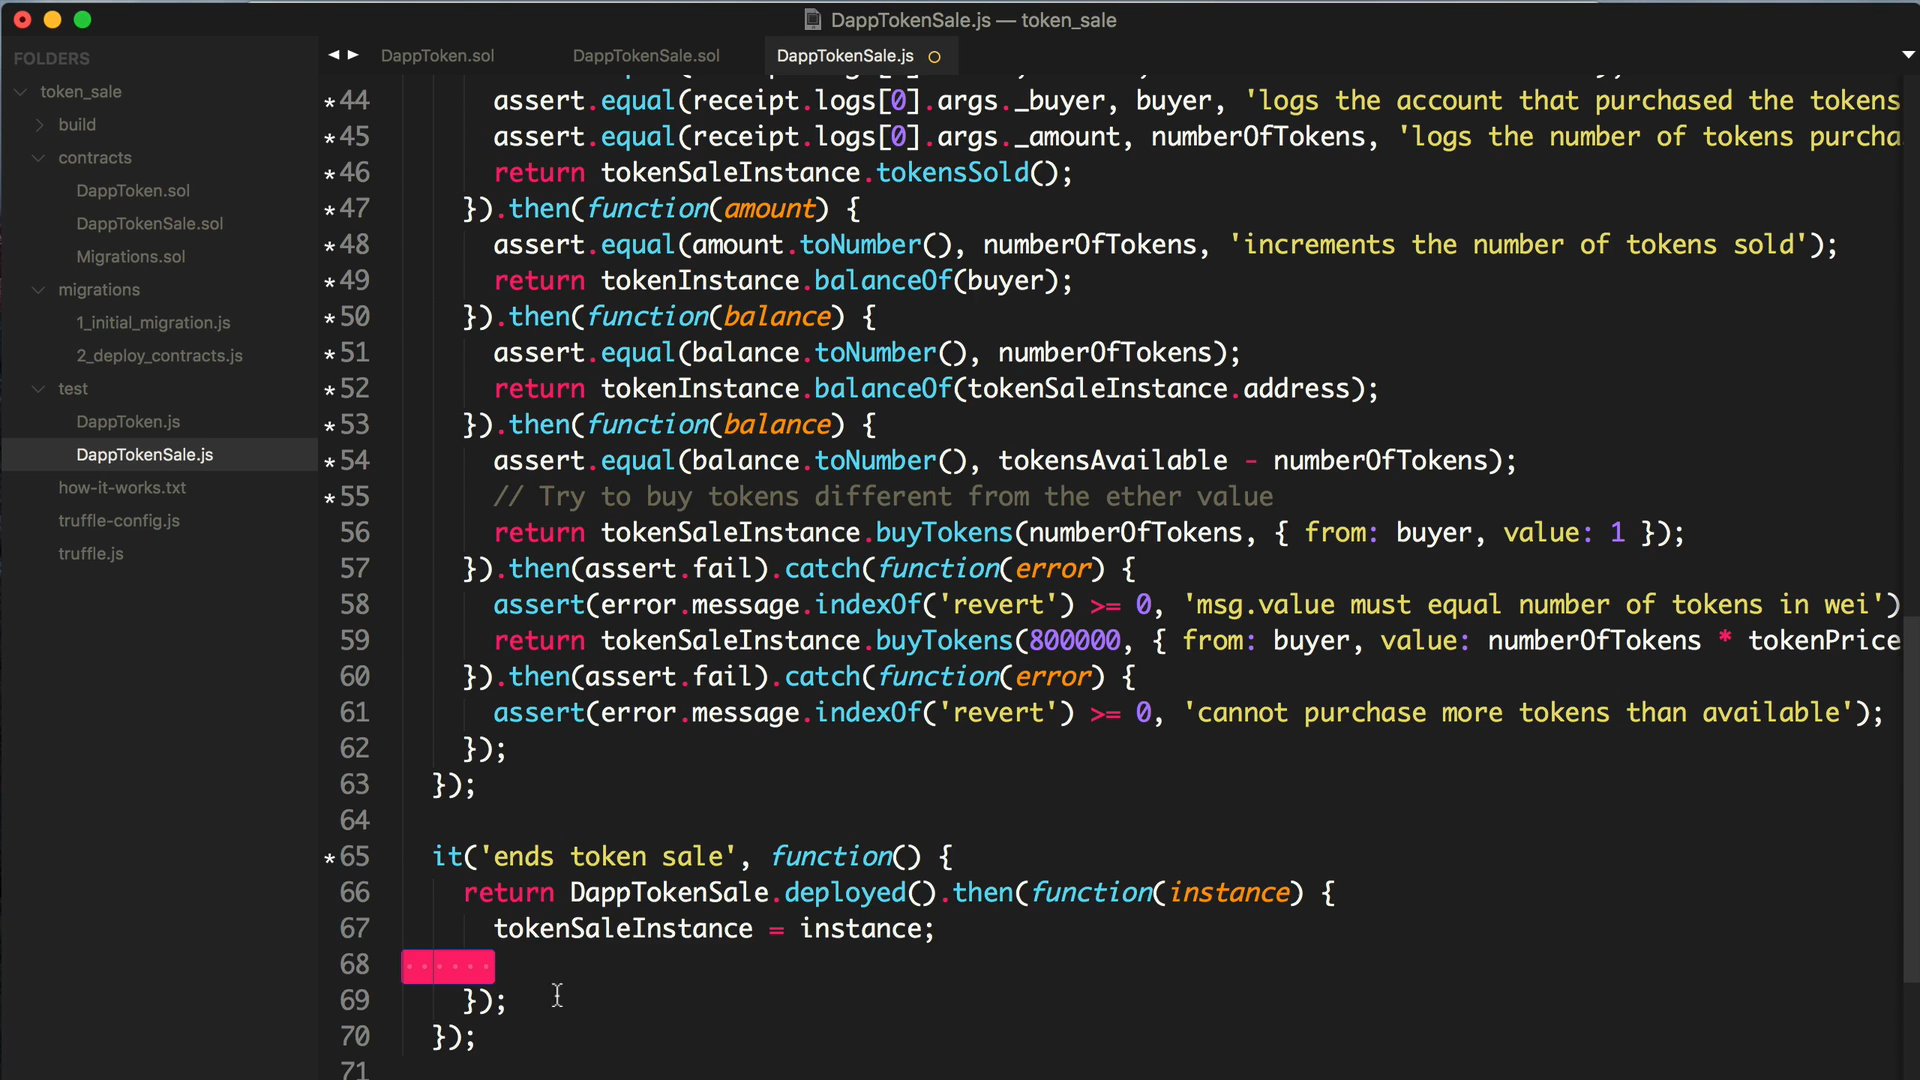 DappTokenSale.js — token_sale
FOLDERS
token_sale
build
contracts
DappToken.sol
DappTokenSale.sol
Migrations.sol
migrations
1_initial_migration.js
2_deploy_contracts.js
test
DappToken.js
DappTokenSale.js
how-it-works.txt
truffle-config.js
truffle.js
DappToken.sol DappTokenSale.sol DappTokenSale.js
*44 assert.equal(receipt.logs[0].args._buyer, buyer, 'logs the account that purchased the tokens
*45 assert.equal(receipt.logs[0].args._amount, numberOfTokens, 'logs the number of tokens purcha
*46 return tokenSaleInstance.tokensSold();
*47 }).then(function(amount) {
*48 assert.equal(amount.toNumber(), numberOfTokens, 'increments the number of tokens sold');
*49 return tokenInstance.balanceOf(buyer);
*50 }).then(function(balance) {
*51 assert.equal(balance.toNumber(), numberOfTokens);
*52 return tokenInstance.balanceOf(tokenSaleInstance.address);
*53 }).then(function(balance) {
*54 assert.equal(balance.toNumber(), tokensAvailable - numberOfTokens);
*55 // Try to buy tokens different from the ether value
56 return tokenSaleInstance.buyTokens(numberOfTokens, { from: buyer, value: 1 });
57 }).then(assert.fail).catch(function(error) {
58 assert(error.message.indexOf('revert') >= 0, 'msg.value must equal number of tokens in wei')
59 return tokenSaleInstance.buyTokens(800000, { from: buyer, value: numberOfTokens * tokenPrice
60 }).then(assert.fail).catch(function(error) {
61 assert(error.message.indexOf('revert') >= 0, 'cannot purchase more tokens than available');
62 });
63 });
64
*65 it('ends token sale', function() {
66 return DappTokenSale.deployed().then(function(instance) {
67 tokenSaleInstance = instance;
68
69 });
70 });
71